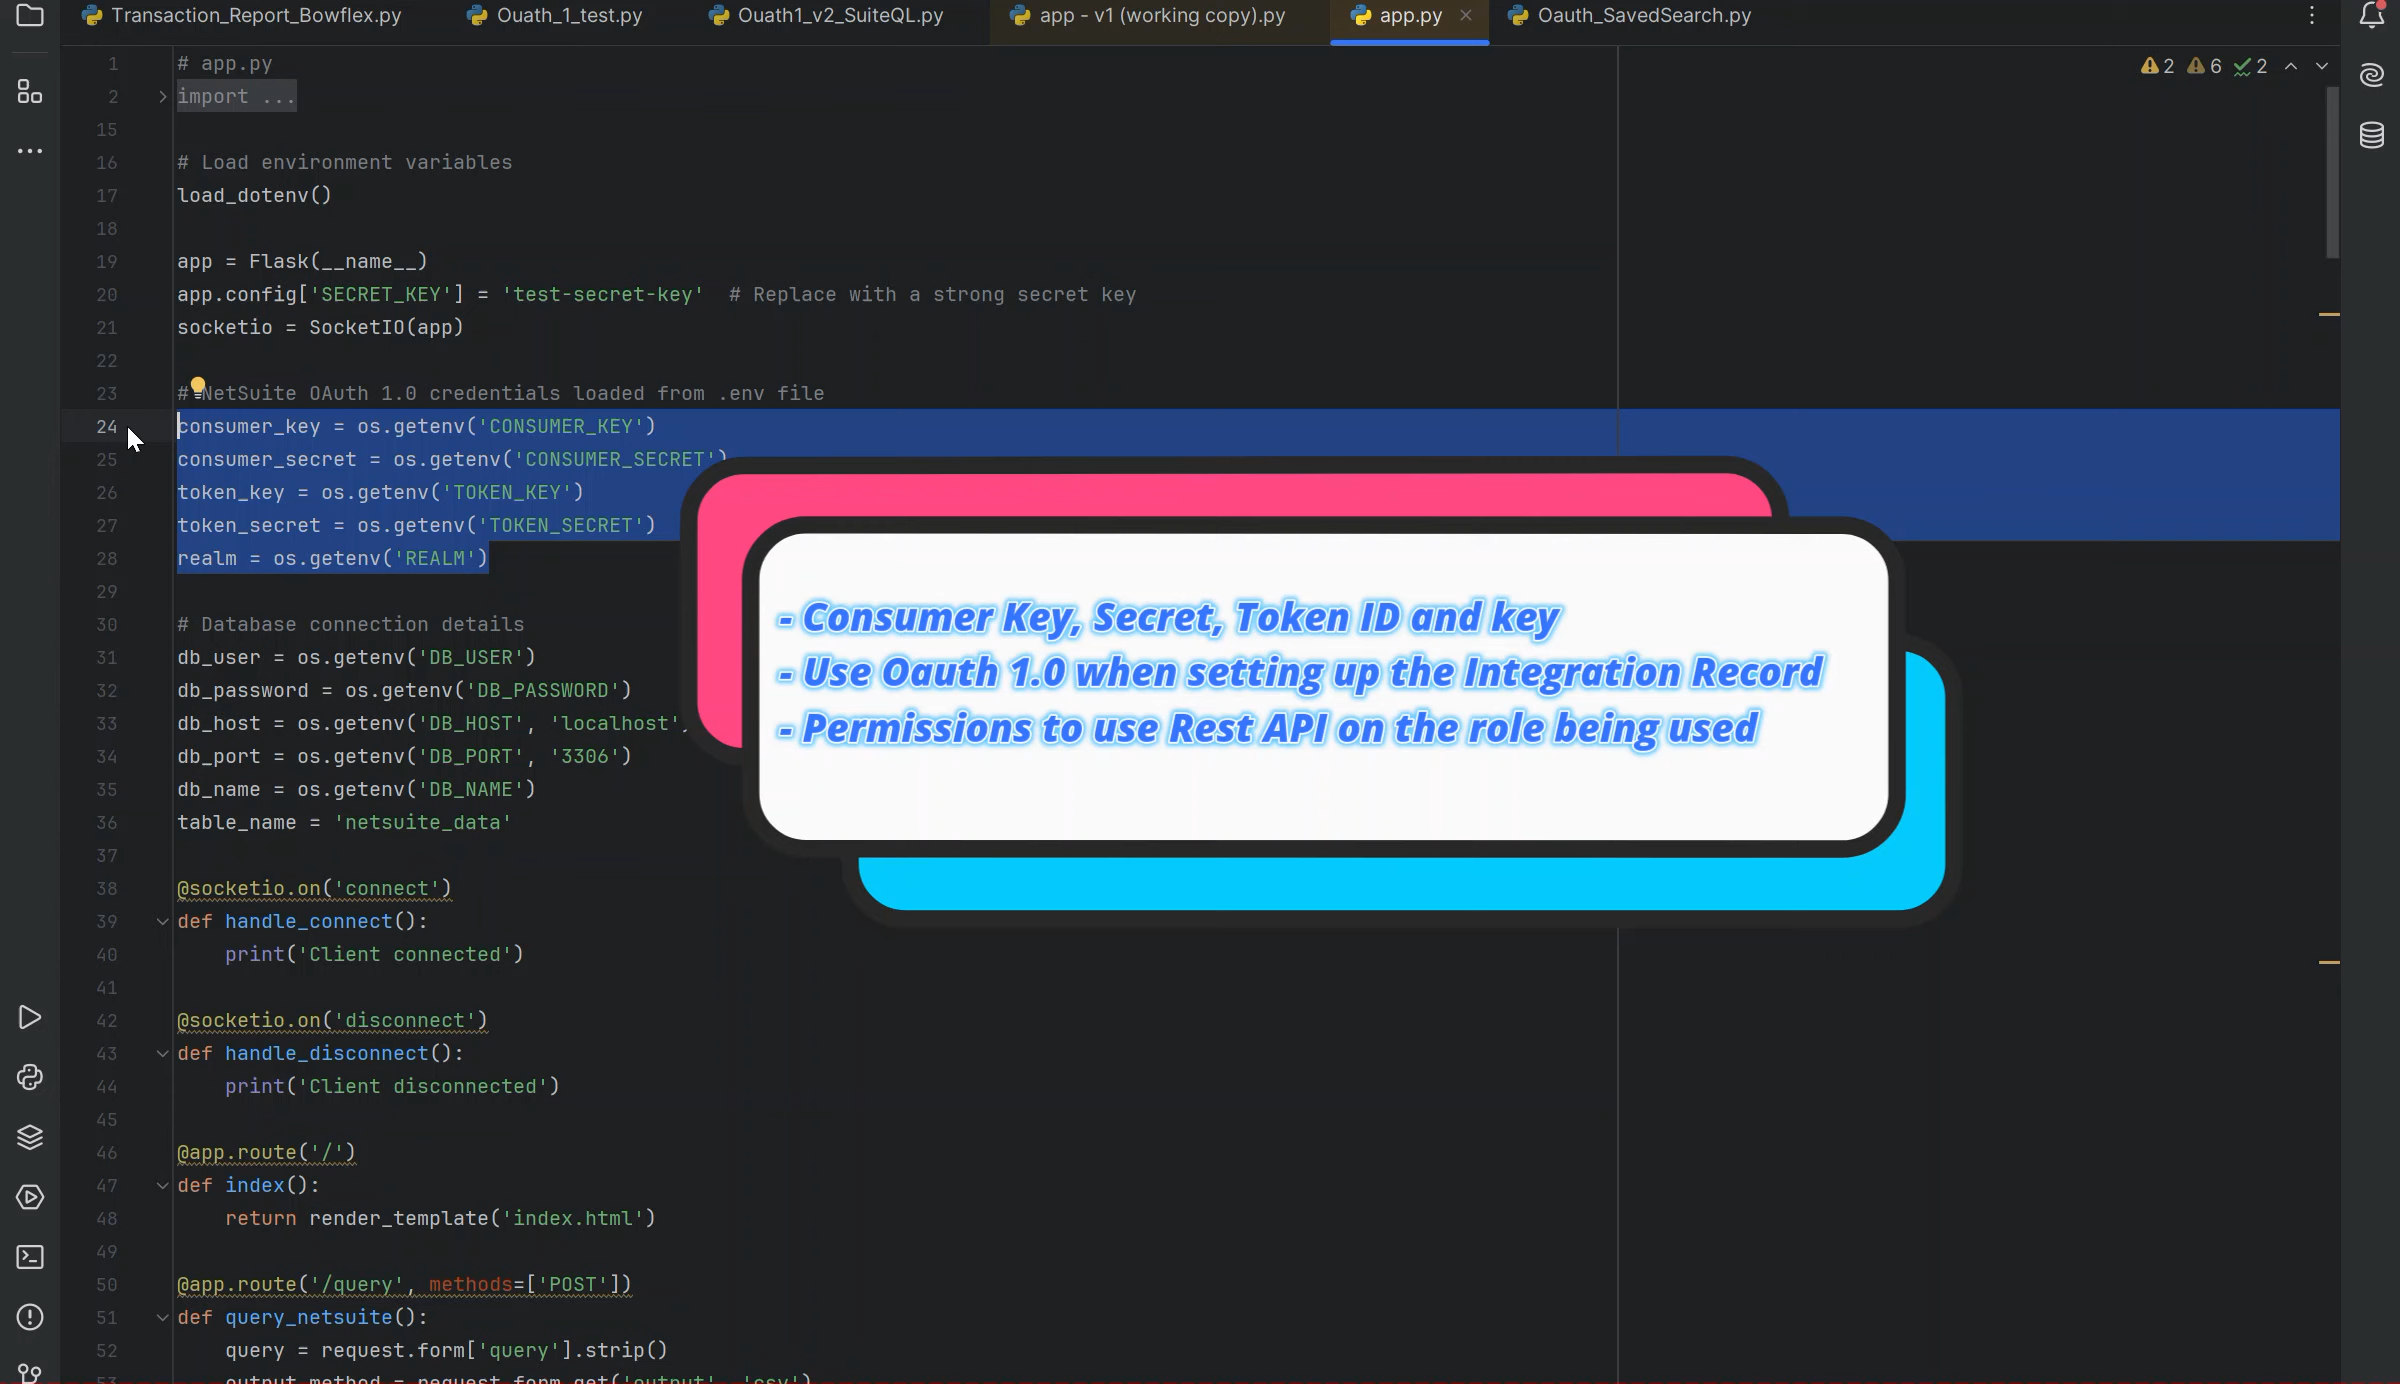 Transaction_Report_Bowflex.py Ouath_1_test.py Ouath1_v2_SuiteQL.py app - v1 (working copy).py app.py Oauth_SavedSearch.py
2 6 2
1 # app.py
2 import ...
15
16 # Load environment variables
17 load_dotenv()
18
19 app = Flask(__name__)
20 app.config['SECRET_KEY'] = 'test-secret-key' # Replace with a strong secret key
21 socketio = SocketIO(app)
22
23 # NetSuite OAuth 1.0 credentials loaded from .env file
24 consumer_key = os.getenv('CONSUMER_KEY')
25 consumer_secret = os.getenv('CONSUMER_SECRET')
26 token_key = os.getenv('TOKEN_KEY')
27 token_secret = os.getenv('TOKEN_SECRET')
28 realm = os.getenv('REALM')
29
30 # Database connection details
31 db_user = os.getenv('DB_USER')
32 db_password = os.getenv('DB_PASSWORD')
33 db_host = os.getenv('DB_HOST', 'localhost')
34 db_port = os.getenv('DB_PORT', '3306')
35 db_name = os.getenv('DB_NAME')
36 table_name = 'netsuite_data'
37
38 @socketio.on('connect')
39 def handle_connect():
40 print('Client connected')
41
42 @socketio.on('disconnect')
43 def handle_disconnect():
44 print('Client disconnected')
45
46 @app.route('/')
47 def index():
48 return render_template('index.html')
49
50 @app.route('/query', methods=['POST'])
51 def query_netsuite():
52 query = request.form['query'].strip()
53 output_method = request.form.get('output', 'csv')
- Consumer Key, Secret, Token ID and key
- Use Oauth 1.0 when setting up the Integration Record
- Permissions to use Rest API on the role being used